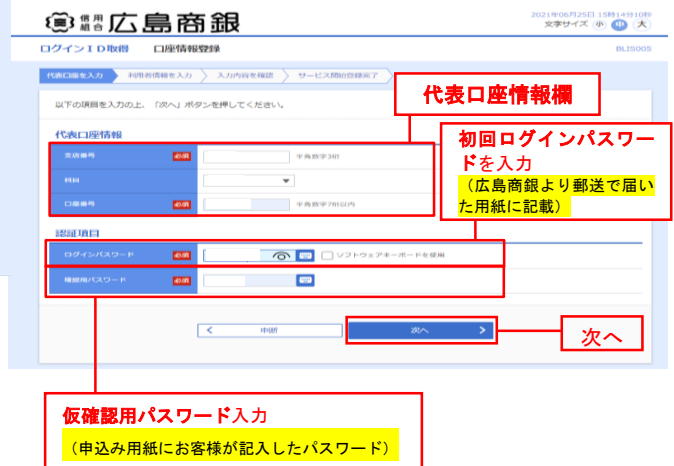 信用組合 広島商銀
2021年06月25日 15時14分10秒
文字サイズ 小 中 大
ログインID取得 口座情報登録
BLIS005
代表口座を入力 利用者情報を入力 入力内容を確認 サービス開始登録完了
以下の項目を入力の上、「次へ」ボタンを押してください。
代表口座情報欄
代表口座情報
支店番号 必須 半角数字3桁
科目
口座番号 必須 半角数字7桁以内
初回ログインパスワー
ドを入力
（広島商銀より郵送で届い
た用紙に記載）
認証項目
ログインパスワード 必須 ソフトウェアキーボードを使用
確認用パスワード 必須
中断 次へ
次へ
仮確認用パスワード入力
（申込み用紙にお客様が記入したパスワード）